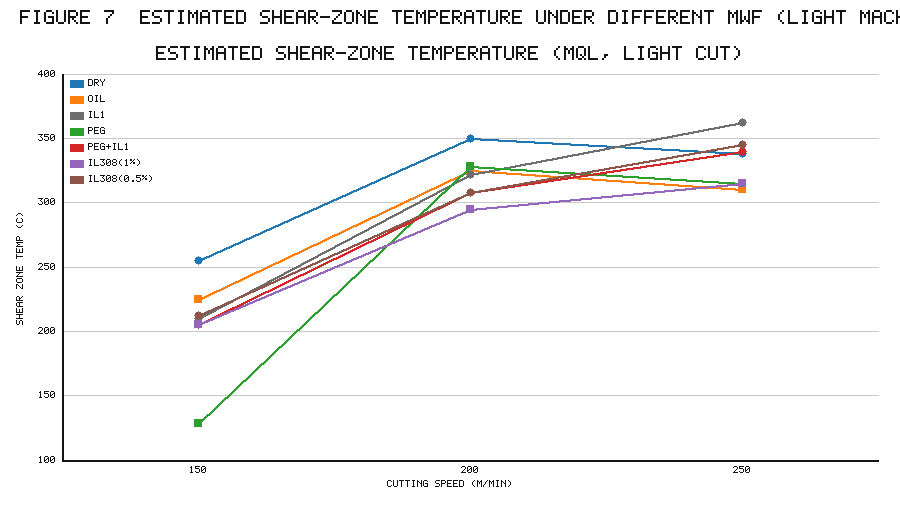 FIGURE 7 ESTIMATED SHEAR-ZONE TEMPERATURE UNDER DIFFERENT MWF (LIGHT
ESTIMATED SHEAR-ZONE TEMPERATURE (MQL, LIGHT CUT)
400
DRY
OIL
IL1
350
PEG
PEG+IL1
IL308(1%)
IL308(0.5%)
300
SHEAR ZONE TEMP (C)
250
200
150
100
150 200 250
CUTTING SPEED (M/MIN)